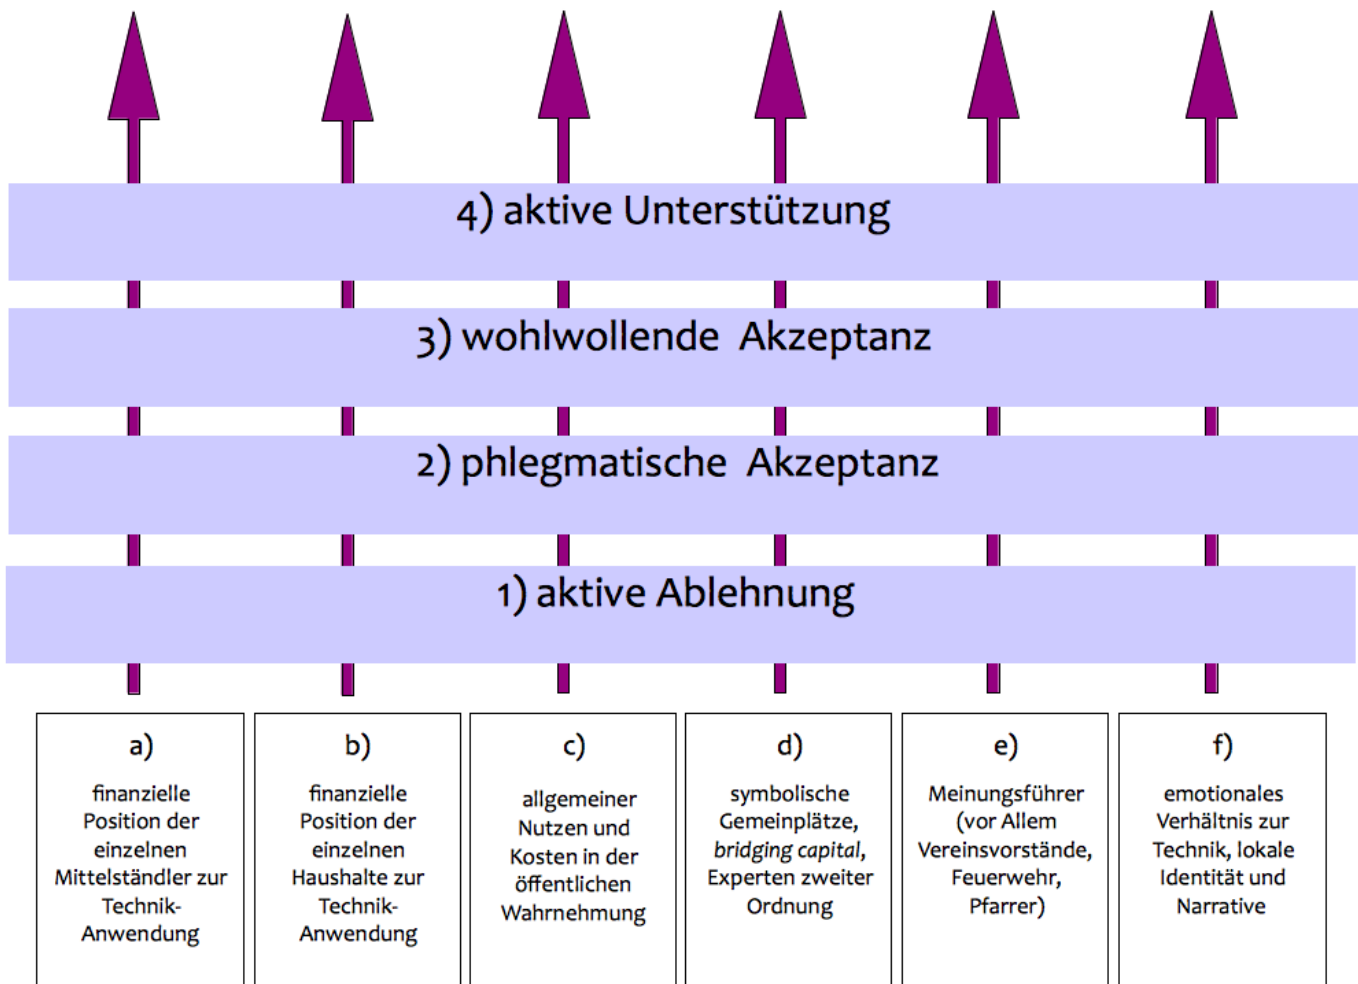 4) aktive Unterstützung
3) wohlwollende Akzeptanz
2) phlegmatische Akzeptanz
1) aktive Ablehnung
a)
finanzielle
Position der
einzelnen
Mittelständler zur
Technik-
Anwendung
b)
finanzielle
Position der
einzelnen
Haushalte zur
Technik-
Anwendung
c)
allgemeiner
Nutzen und
Kosten in der
öffentlichen
Wahrnehmung
d)
symbolische
Gemeinplätze,
bridging capital,
Experten zweiter
Ordnung
e)
Meinungsführer
(vor Allem
Vereinsvorstände,
Feuerwehr,
Pfarrer)
f)
emotionales
Verhältnis zur
Technik, lokale
Identität und
Narrative